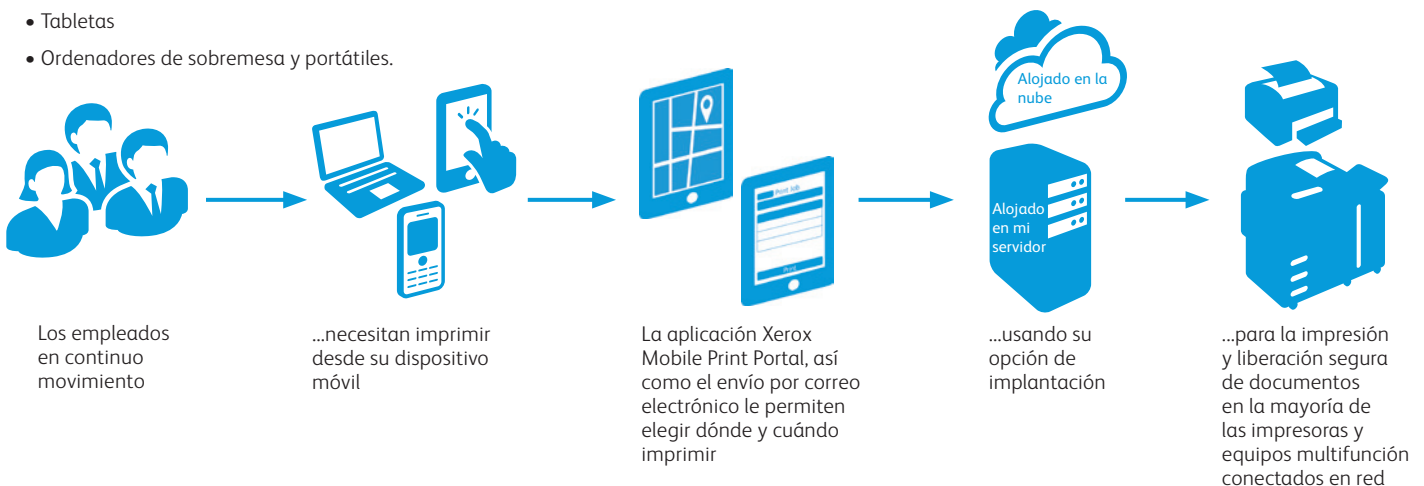 • Tabletas
• Ordenadores de sobremesa y portátiles.
Alojado en la
nube
Print Job
Alojado
en mi
servidor
Print
Los empleados
en continuo
movimiento
...necesitan imprimir
desde su dispositivo
móvil
La aplicación Xerox
Mobile Print Portal, así
como el envío por correo
electrónico le permiten
elegir dónde y cuándo
imprimir
...usando su
opción de
implantación
...para la impresión
y liberación segura
de documentos
en la mayoría de
las impresoras y
equipos multifunción
conectados en red